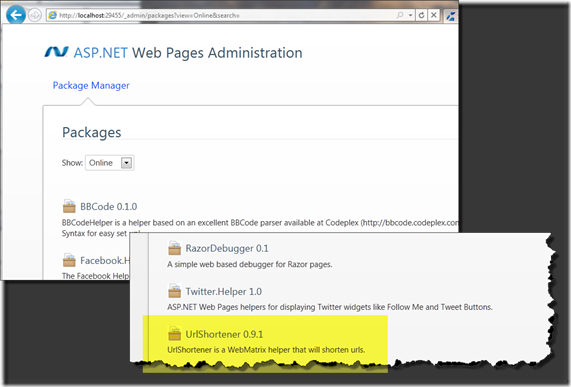 http://localhost:29455/_admin/packages?view=Online&search=
ASP.NET Web Pages Administration
Package Manager
Packages
Show: Online
BBCode 0.1.0
BBCodeHelper is a helper based on an excellent BBCode parser available at Codeplex (http://bbcode.codeplex.com
Syntax for easy set
Facebook.H
The Facebook Help
RazorDebugger 0.1
A simple web based debugger for Razor pages.
Twitter.Helper 1.0
ASP.NET Web Pages helpers for displaying Twitter widgets like Follow Me and Tweet Buttons.
UrlShortener 0.9.1
UrlShortener is a WebMatrix helper that will shorten urls.